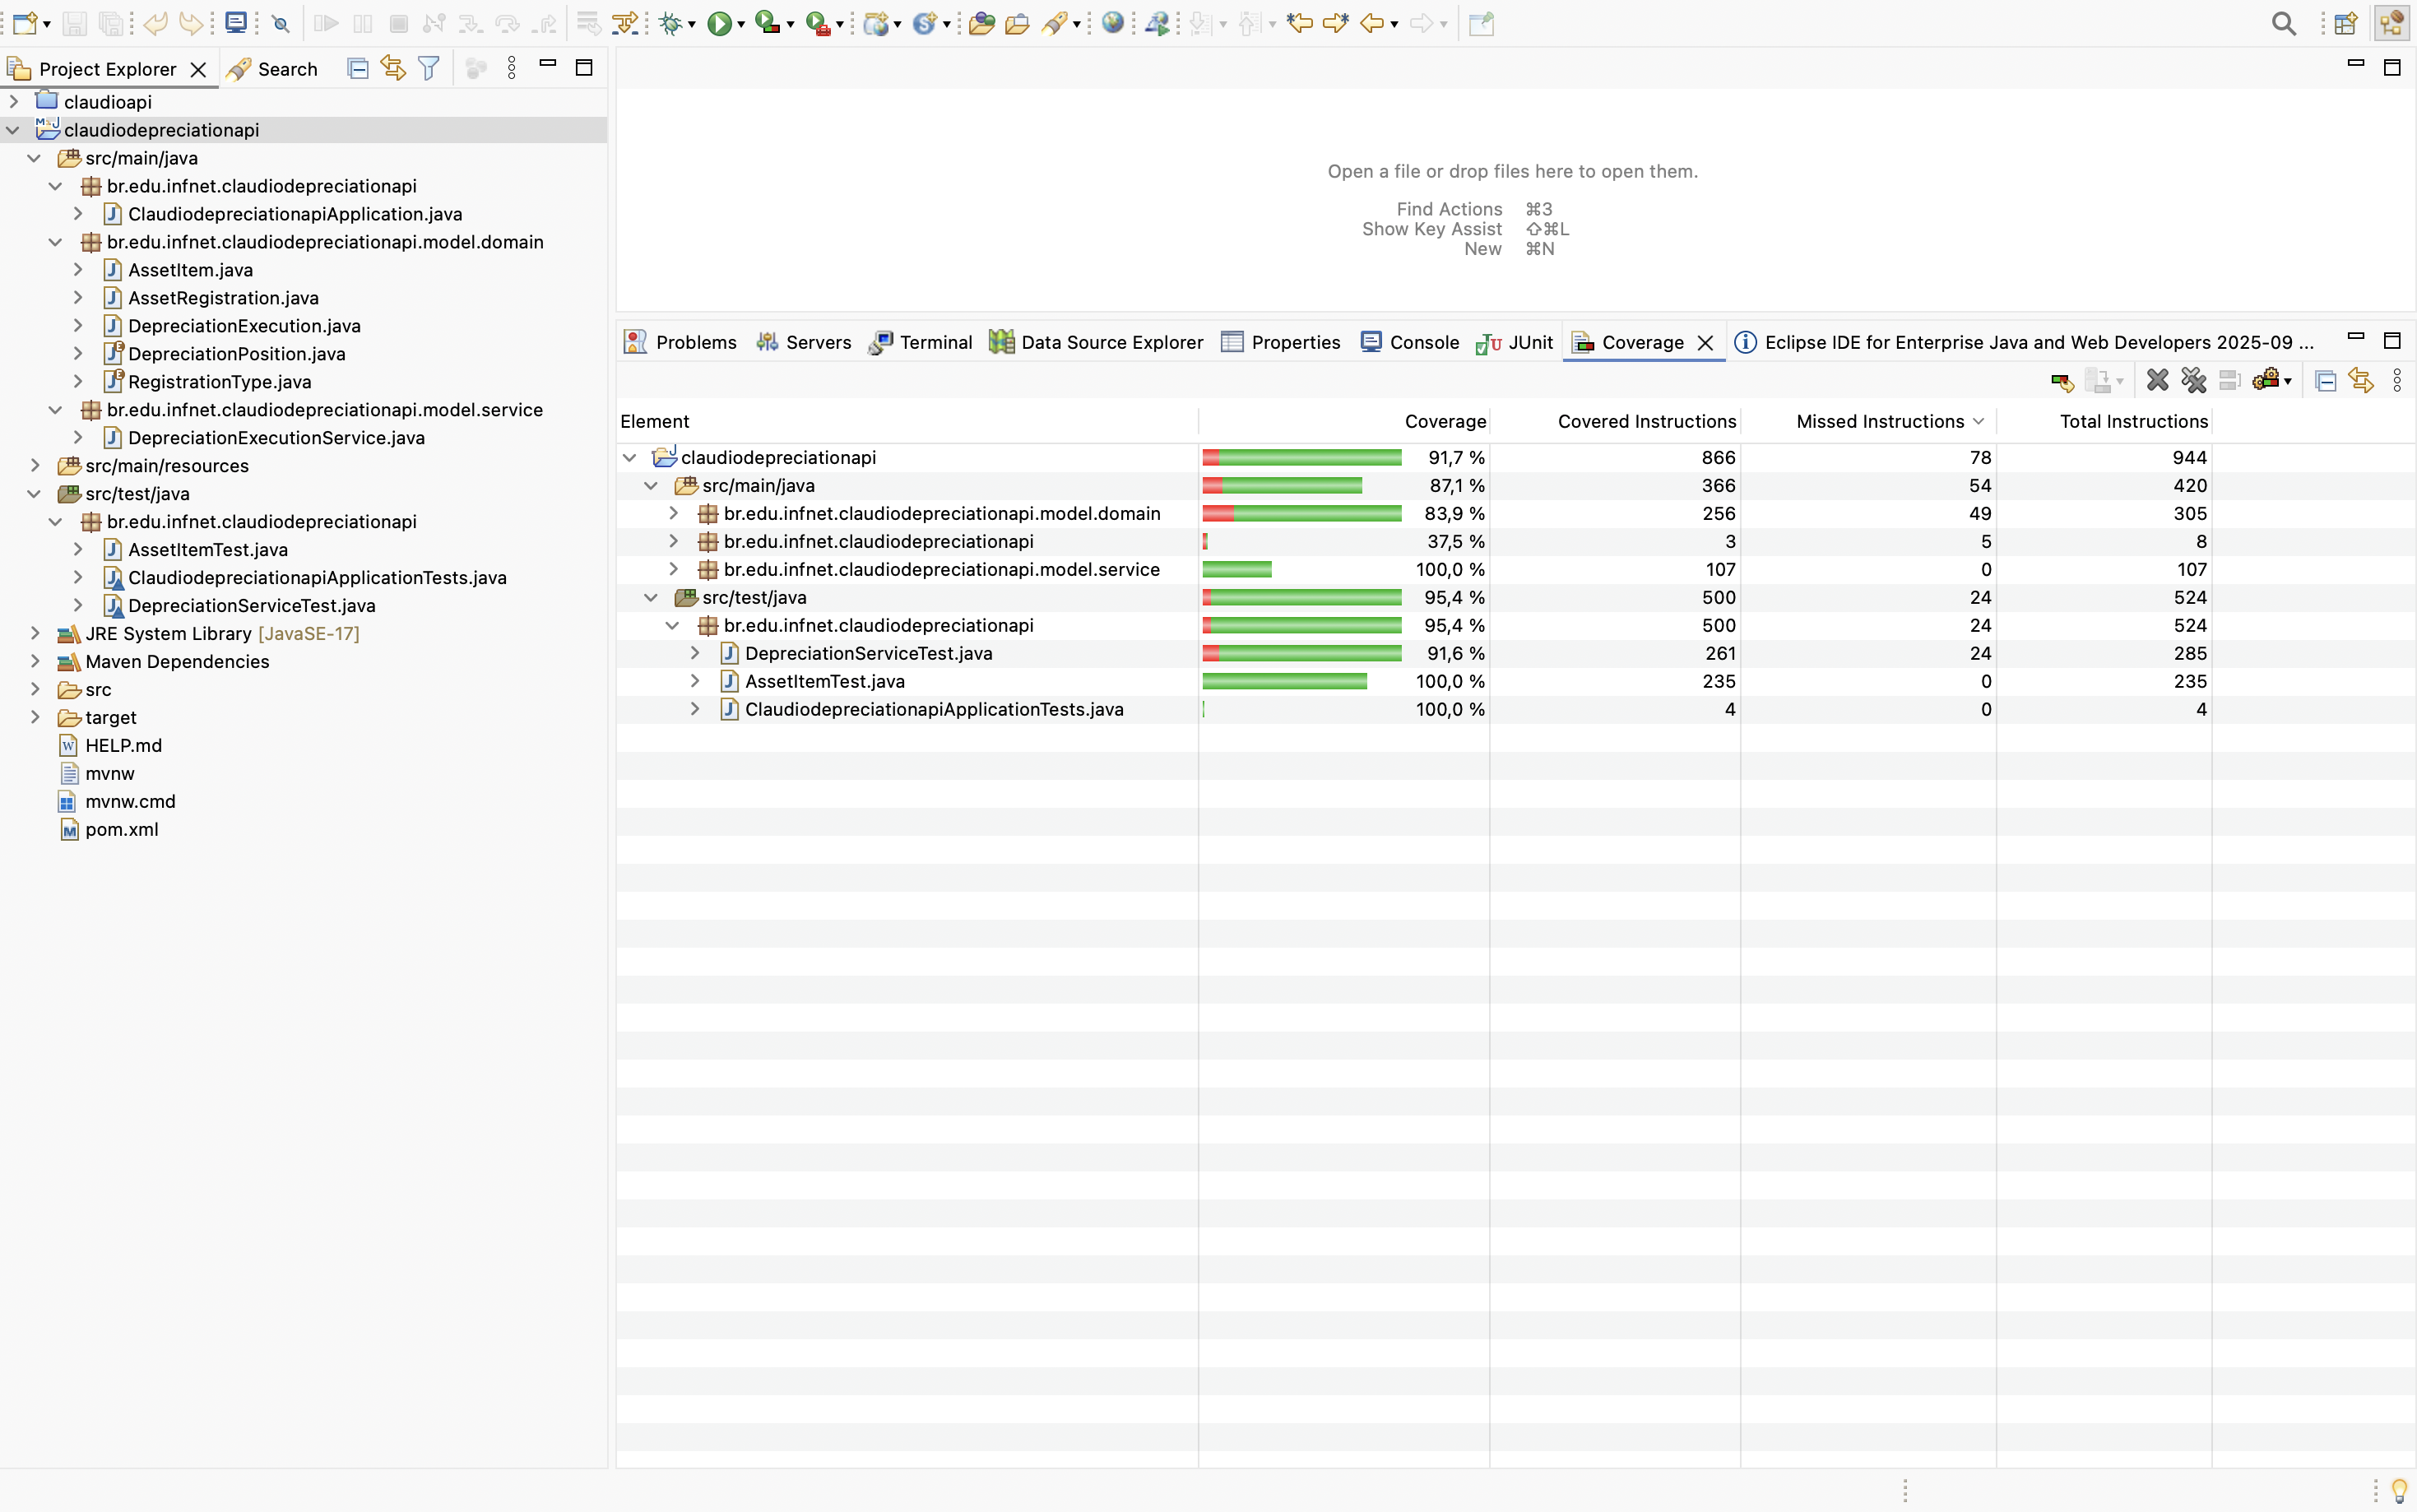 Project Explorer
Search
claudioapi
claudiodepreciationapi
src/main/java
br.edu.infnet.claudiodepreciationapi
ClaudiodepreciationapiApplication.java
br.edu.infnet.claudiodepreciationapi.model.domain
AssetItem.java
AssetRegistration.java
DepreciationExecution.java
DepreciationPosition.java
RegistrationType.java
br.edu.infnet.claudiodepreciationapi.model.service
DepreciationExecutionService.java
src/main/resources
src/test/java
br.edu.infnet.claudiodepreciationapi
AssetItemTest.java
ClaudiodepreciationapiApplicationTests.java
DepreciationServiceTest.java
JRE System Library [JavaSE-17]
Maven Dependencies
src
target
HELP.md
mvnw
mvnw.cmd
pom.xml
Open a file or drop files here to open them.
Find Actions ⌘3
Show Key Assist ⇧⌘L
New ⌘N
Problems Servers Terminal Data Source Explorer Properties Console JUnit Coverage Eclipse IDE for Enterprise Java and Web Developers 2025-09 ...
Element Coverage Covered Instructions Missed Instructions Total Instructions
claudiodepreciationapi 91,7 % 866 78 944
src/main/java 87,1 % 366 54 420
br.edu.infnet.claudiodepreciationapi.model.domain 83,9 % 256 49 305
br.edu.infnet.claudiodepreciationapi 37,5 % 3 5 8
br.edu.infnet.claudiodepreciationapi.model.service 100,0 % 107 0 107
src/test/java 95,4 % 500 24 524
br.edu.infnet.claudiodepreciationapi 95,4 % 500 24 524
DepreciationServiceTest.java 91,6 % 261 24 285
AssetItemTest.java 100,0 % 235 0 235
ClaudiodepreciationapiApplicationTests.java 100,0 % 4 0 4